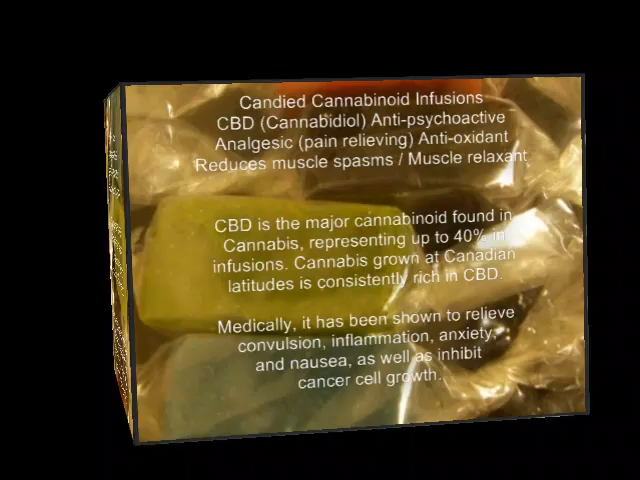 Candied Cannabinoid Infusions
CBD (Cannabidiol) Anti-psychoactive
Analgesic (pain relieving) Anti-oxidant
Reduces muscle spasms / Muscle relaxant
CBD is the major cannabinoid found in
Cannabis, representing up to 40% in
infusions. Cannabis grown at Canadian
latitudes is consistently rich in CBD.
Medically, it has been shown to relieve
convulsion, inflammation, anxiety,
and nausea, as well as inhibit
cancer cell growth.